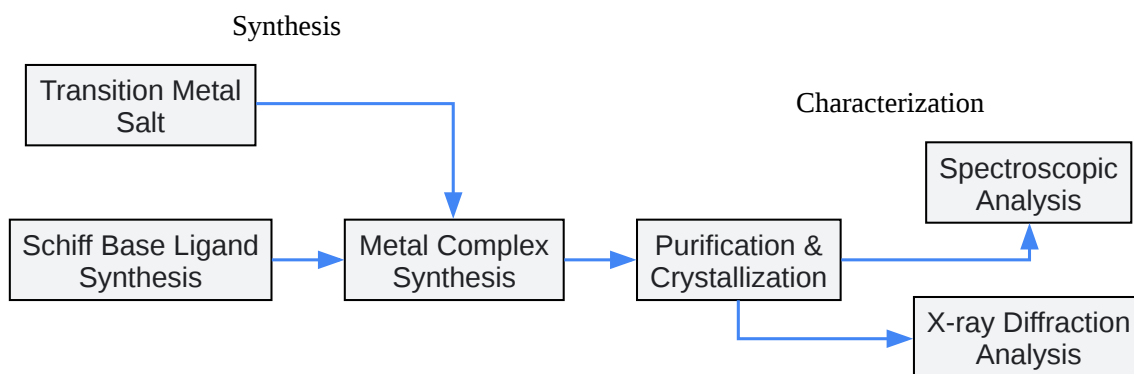 Synthesis
Transition Metal
Salt
Characterization
Spectroscopic
Analysis
Schiff Base Ligand
Synthesis
Metal Complex
Synthesis
Purification &
Crystallization
X-ray Diffraction
Analysis